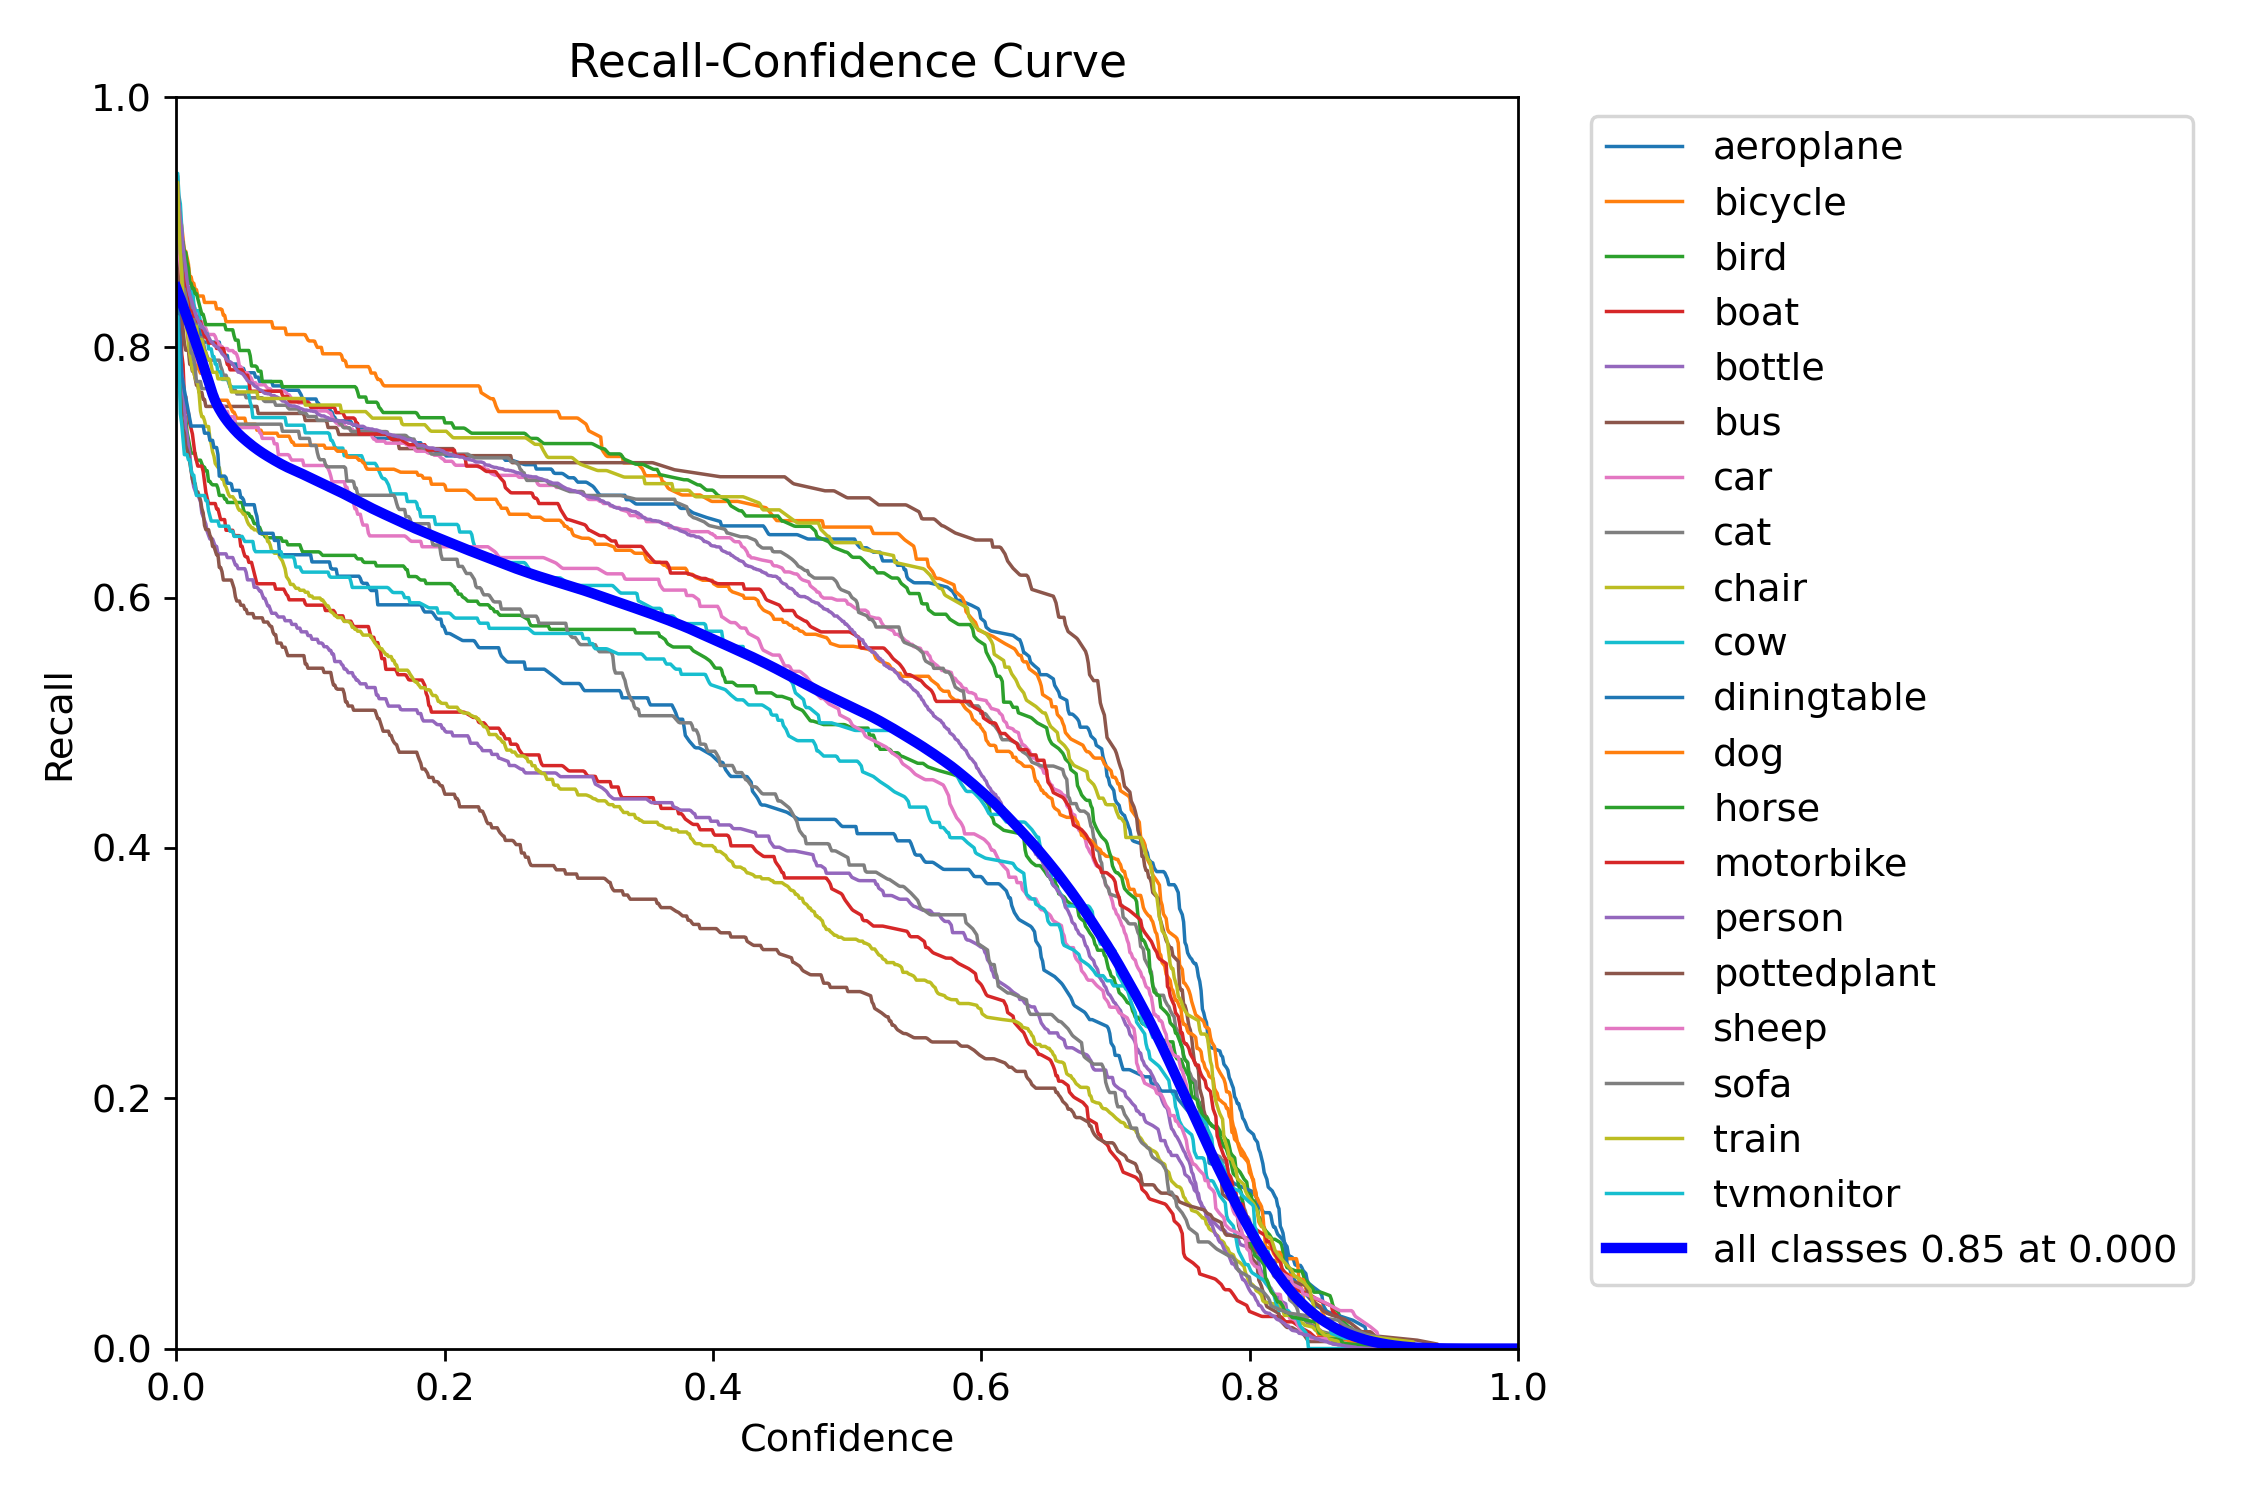 Recall-Confidence Curve
1.0
0.8
0.6
0.4
0.2
0.0
Recall
0.0 0.2 0.4 0.6 0.8 1.0
Confidence
aeroplane
bicycle
bird
boat
bottle
bus
car
cat
chair
cow
diningtable
dog
horse
motorbike
person
pottedplant
sheep
sofa
train
tvmonitor
all classes 0.85 at 0.000